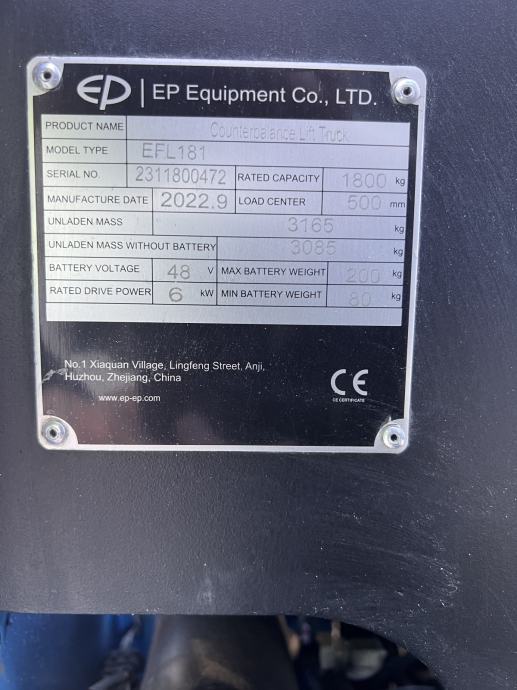 EP | EP Equipment Co., LTD.
PRODUCT NAME Counterbalance Lift Truck
MODEL TYPE EFL181
SERIAL NO. 2311800472 RATED CAPACITY 1800 kg
MANUFACTURE DATE 2022.9 LOAD CENTER 500 mm
UNLADEN MASS 3165 kg
UNLADEN MASS WITHOUT BATTERY 3085 kg
BATTERY VOLTAGE 48 V MAX BATTERY WEIGHT 200 kg
RATED DRIVE POWER 6 kW MIN BATTERY WEIGHT 80 kg
No.1 Xiaquan Village, Lingfeng Street, Anji,
Huzhou, Zhejiang, China
www.ep-ep.com
CE
CE CERTIFICATE